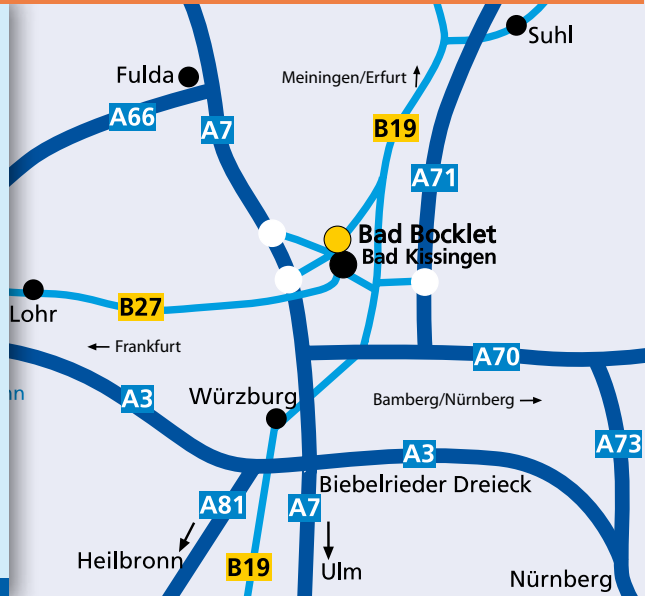 Suhl
Fulda
Meiningen/Erfurt ↑
A66
A7
B19
A71
Bad Bocklet
Bad Kissingen
Lohr
B27
← Frankfurt
A70
nn
A3
Würzburg
Bamberg/Nürnberg →
A73
A3
Biebelrieder Dreieck
A81
A7
Heilbronn
B19
Ulm
Nürnberg